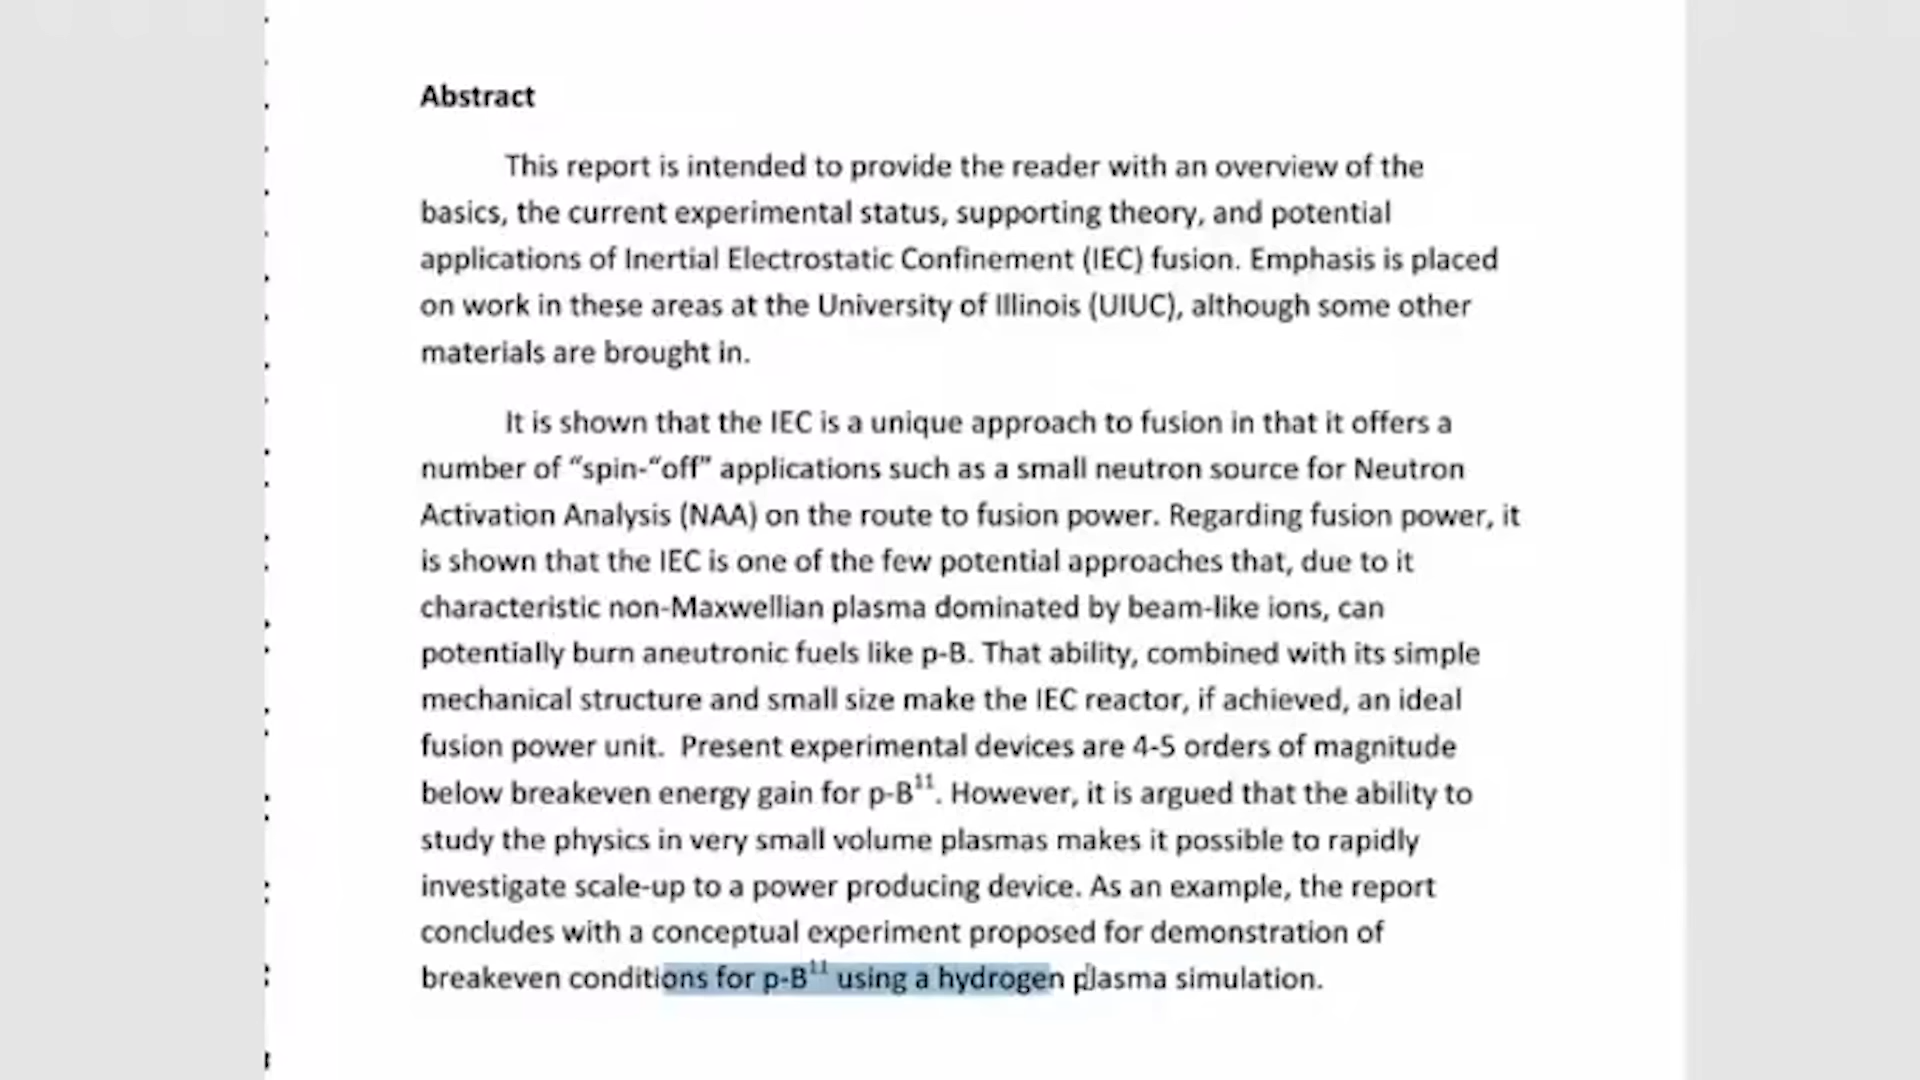 Abstract
This report is intended to provide the reader with an overview of the
basics, the current experimental status, supporting theory, and potential
applications of Inertial Electrostatic Confinement (IEC) fusion. Emphasis is placed
on work in these areas at the University of Illinois (UIUC), although some other
materials are brought in.
It is shown that the IEC is a unique approach to fusion in that it offers a
number of “spin-“off” applications such as a small neutron source for Neutron
Activation Analysis (NAA) on the route to fusion power. Regarding fusion power, it
is shown that the IEC is one of the few potential approaches that, due to it
characteristic non-Maxwellian plasma dominated by beam-like ions, can
potentially burn aneutronic fuels like p-B. That ability, combined with its simple
mechanical structure and small size make the IEC reactor, if achieved, an ideal
fusion power unit.  Present experimental devices are 4-5 orders of magnitude
below breakeven energy gain for p-B¹¹. However, it is argued that the ability to
study the physics in very small volume plasmas makes it possible to rapidly
investigate scale-up to a power producing device. As an example, the report
concludes with a conceptual experiment proposed for demonstration of
breakeven conditions for p-B¹¹ using a hydrogen plasma simulation.